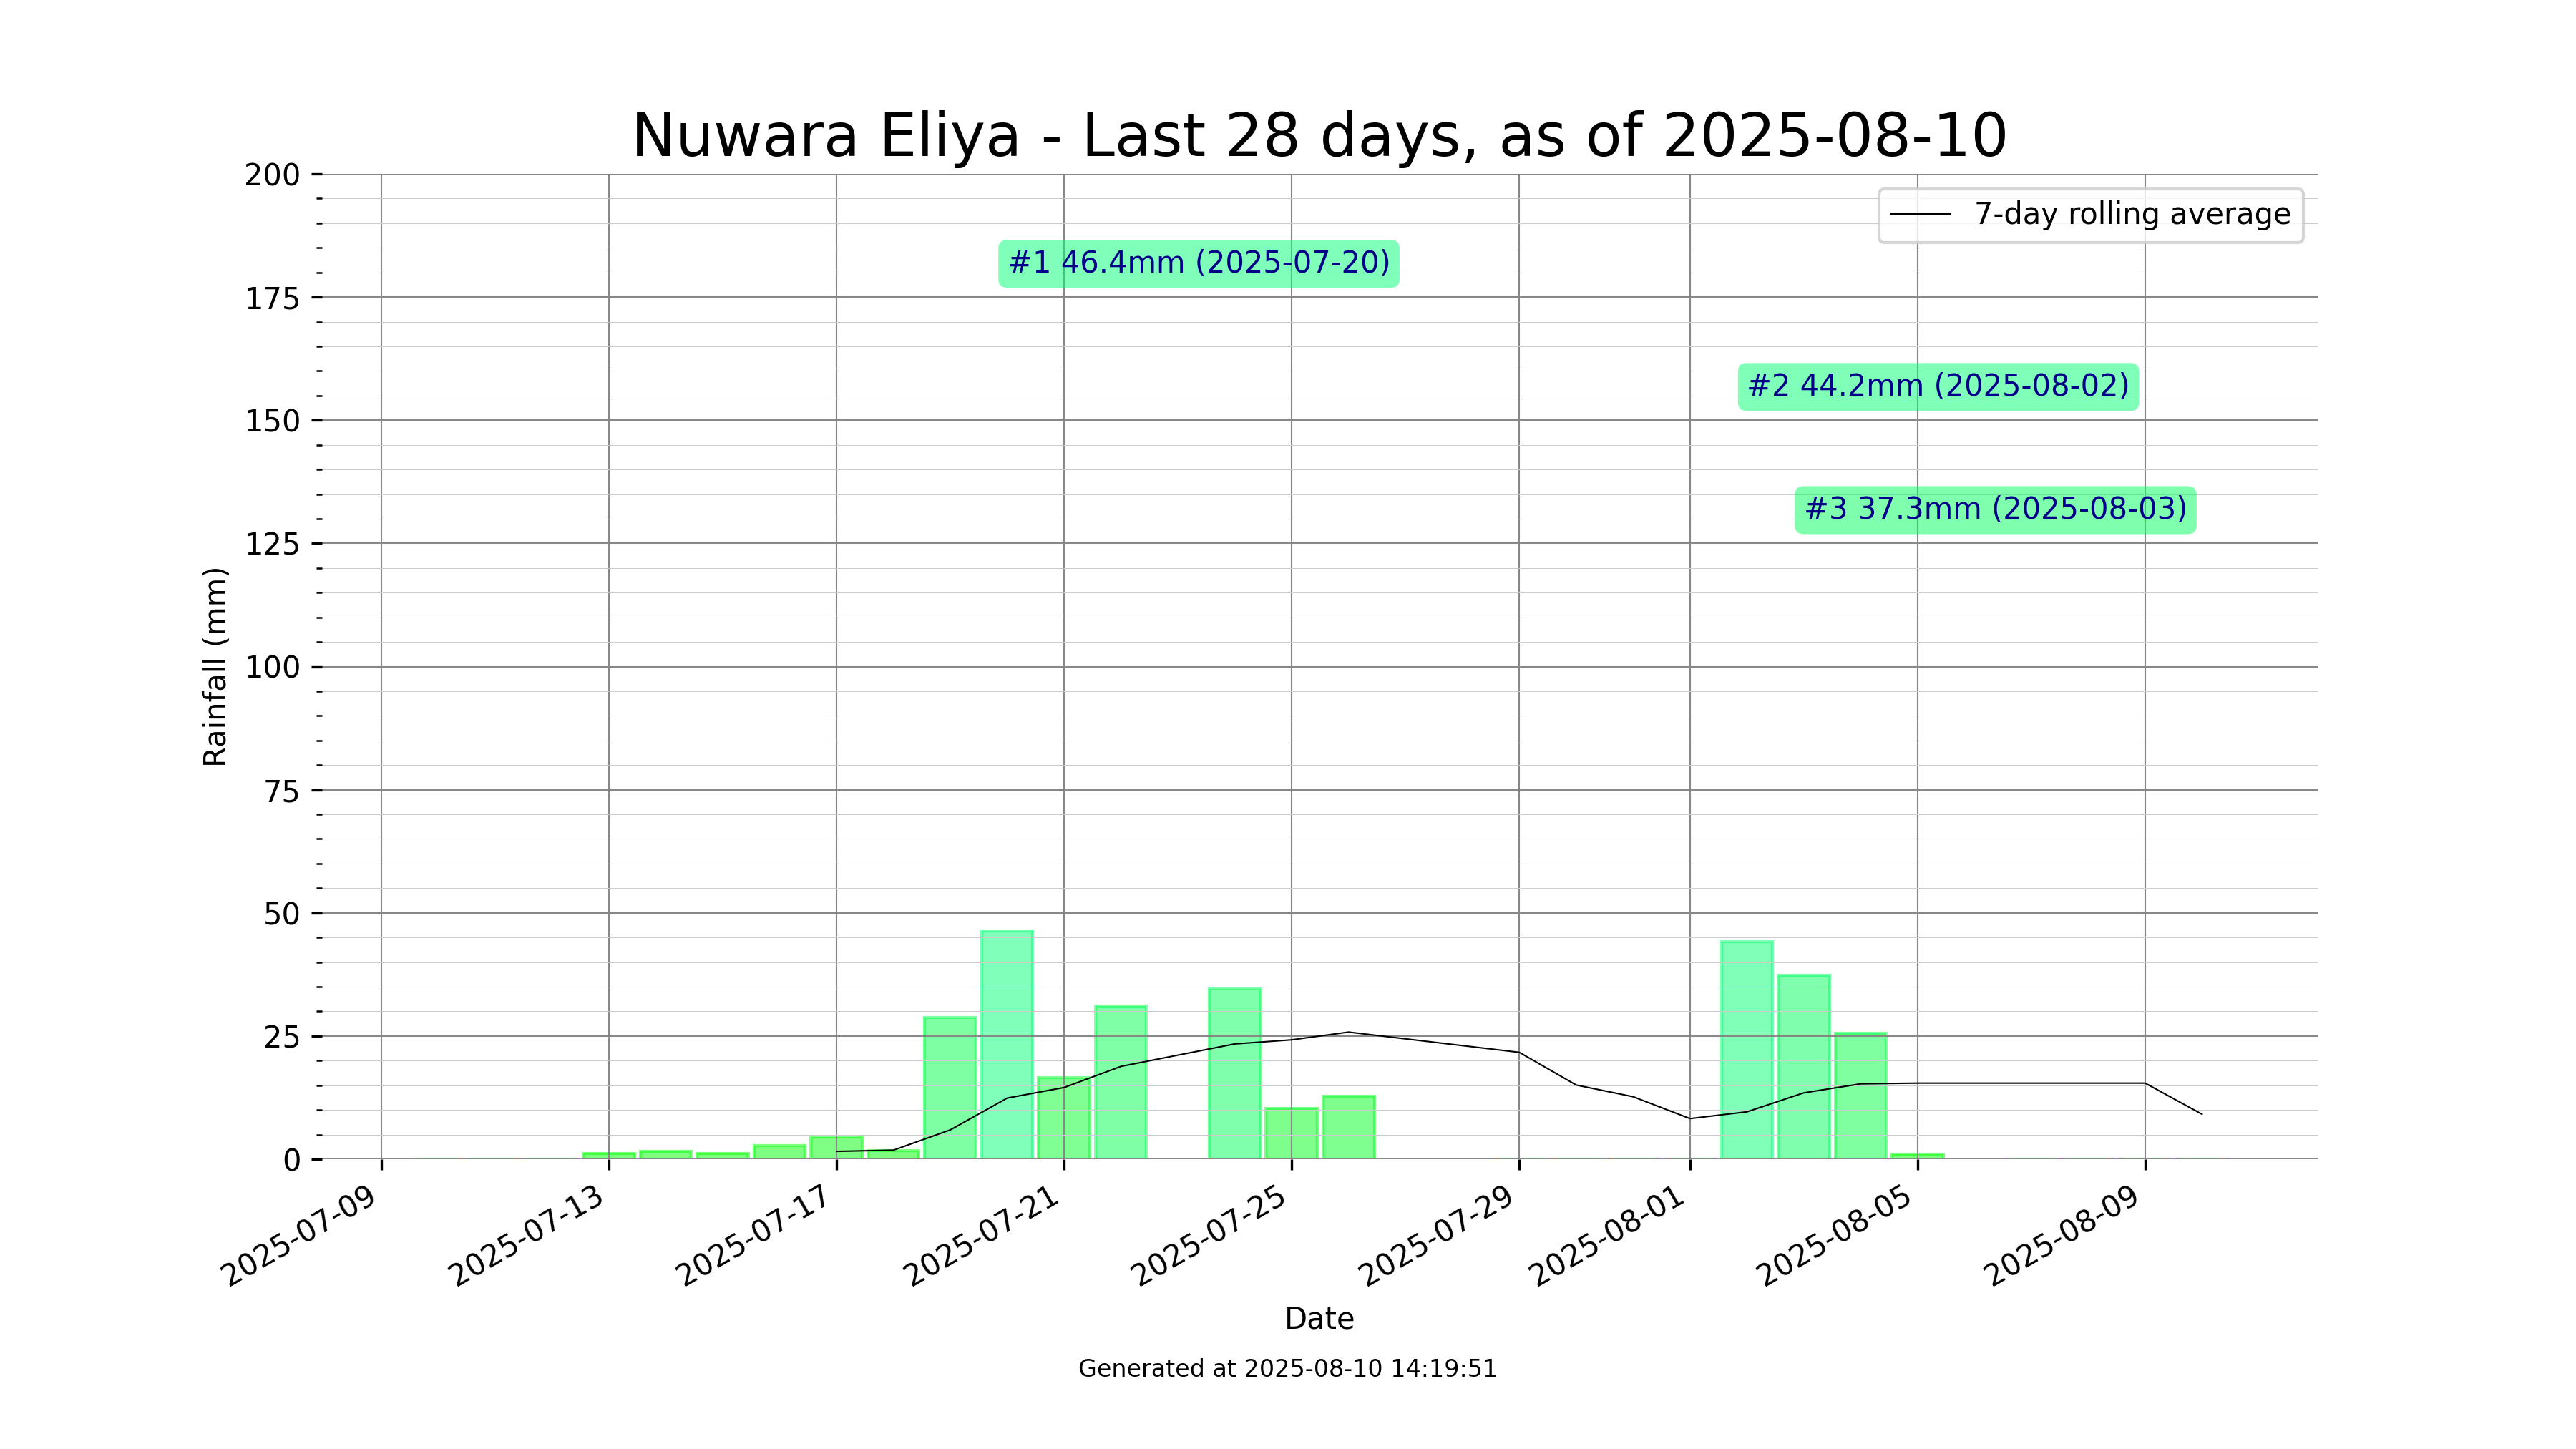 Nuwara Eliya - Last 28 days, as of 2025-08-10
200
175
150
125
100
75
50
25
0
Rainfall (mm)
7-day rolling average
#1 46.4mm (2025-07-20)
#2 44.2mm (2025-08-02)
#3 37.3mm (2025-08-03)
2025-07-09
2025-07-13
2025-07-17
2025-07-21
2025-07-25
2025-07-29
2025-08-01
2025-08-05
2025-08-09
Date
Generated at 2025-08-10 14:19:51